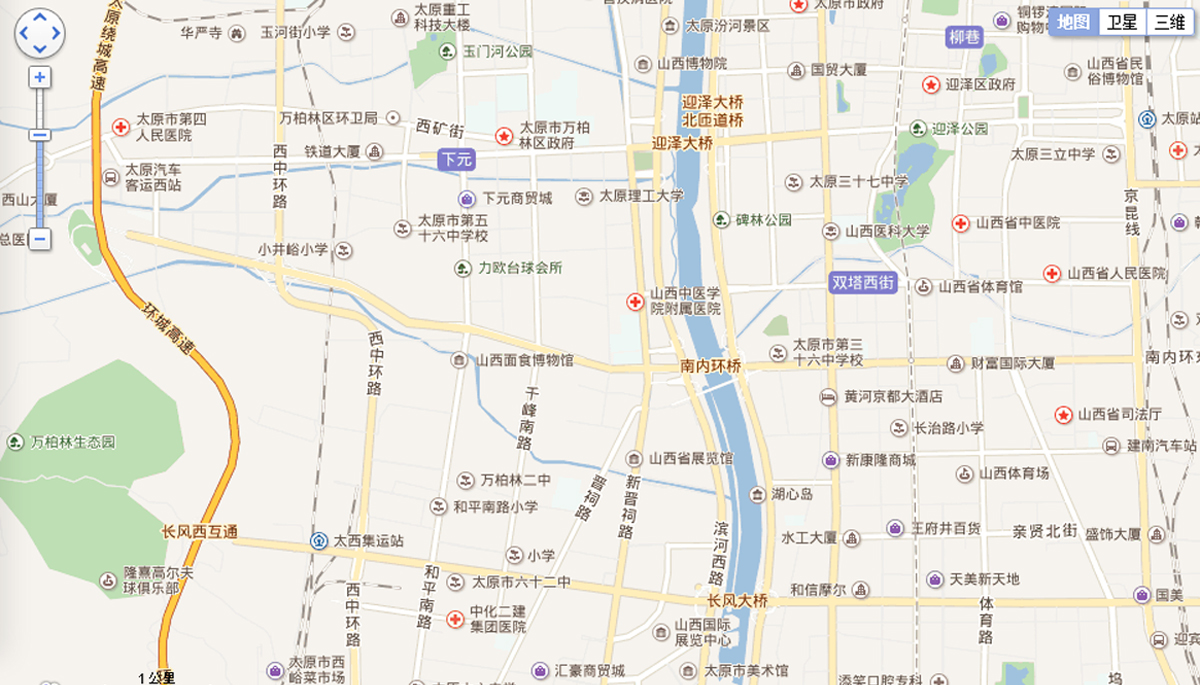 太原重工
科技大楼
太原汾河景区
太原市政府
地图
卫星
三维
柳巷
华严寺
玉河街小学
玉门河公园
山西博物院
国贸大厦
迎泽区政府
山西省民
俗博物馆
太原绕城高速
迎泽大桥
北匝道桥
迎泽大桥
太原市第四
人民医院
万柏林区环卫局
西矿街
太原市万柏
林区政府
迎泽公园
太原站
铁道大厦
下元
太原三立中学
太原汽车
客运西站
西中环路
下元商贸城
太原理工大学
太原三十七中学
西山大厦
太原市第五
十六中学校
碑林公园
山西医科大学
山西省中医院
京昆线
小井峪小学
力欧台球会所
双塔西街
山西省人民医院
山西省体育馆
山西中医学
院附属医院
环城高速
西中环路
山西面食博物馆
南内环桥
太原市第三
十六中学校
财富国际大厦
南内环东
千峰南路
黄河京都大酒店
山西省司法厅
长治路小学
万柏林生态园
山西省展览馆
新康隆商城
建南汽车站
万柏林二中
山西体育场
晋祠路
新晋祠路
湖心岛
和平南路小学
长风西互通
太西集运站
滨河西路
水工大厦
王府井百货
亲贤北街
盛饰大厦
小学
隆熹高尔夫
球俱乐部
和平南路
太原市六十二中
西中环路
长风大桥
和信摩尔
天美新天地
体育路
国美
中化二建
集团医院
山西国际
展览中心
迎宾
1公里
太原市西
峪菜市场
汇豪商贸城
太原市美术馆
添笔口腔专科
坞